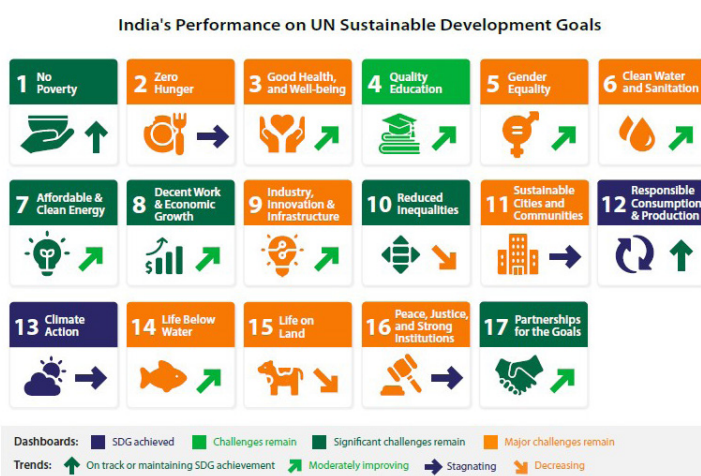 India's Performance on UN Sustainable Development Goals
1 No
Poverty
2 Zero
Hunger
3 Good Health,
and Well-being
4 Quality
Education
5 Gender
Equality
6 Clean Water
and Sanitation
7 Affordable &
Clean Energy
8 Decent Work
& Economic
Growth
9 Industry,
Innovation &
Infrastructure
10 Reduced
Inequalities
11 Sustainable
Cities and
Communities
12 Responsible
Consumption
& Production
$
13 Climate
Action
14 Life Below
Water
15 Life on
Land
16 Peace, Justice,
and Strong
Institutions
17 Partnerships
for the Goals
Dashboards: SDG achieved Challenges remain Significant challenges remain Major challenges remain
Trends: On track or maintaining SDG achievement Moderately improving Stagnating Decreasing